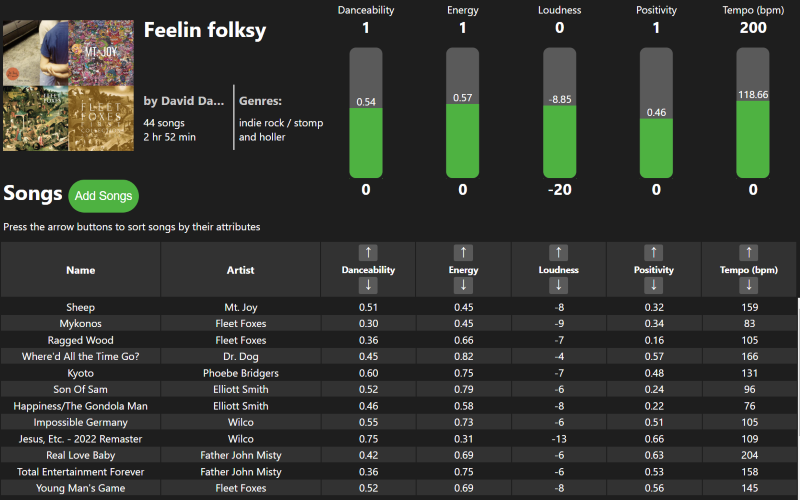 Feelin folksy
by David Da...
44 songs
2 hr 52 min
Genres:
indie rock / stomp
and holler
MT. JOY
FLEET
FOXES
Danceability Energy Loudness Positivity Tempo (bpm)
1 1 0 1 200
0.54 0.57 -8.85 0.46 118.66
0 0 -20 0 0
Songs Add Songs
Press the arrow buttons to sort songs by their attributes
↑ ↑ ↑ ↑ ↑
Name Artist Danceability Energy Loudness Positivity Tempo (bpm)
↓ ↓ ↓ ↓ ↓
Sheep Mt. Joy 0.51 0.45 -8 0.32 159
Mykonos Fleet Foxes 0.30 0.45 -9 0.34 83
Ragged Wood Fleet Foxes 0.36 0.66 -7 0.16 105
Where'd All the Time Go? Dr. Dog 0.45 0.82 -4 0.57 166
Kyoto Phoebe Bridgers 0.60 0.75 -7 0.48 131
Son Of Sam Elliott Smith 0.52 0.79 -6 0.24 96
Happiness/The Gondola Man Elliott Smith 0.46 0.58 -8 0.22 76
Impossible Germany Wilco 0.55 0.73 -6 0.51 105
Jesus, Etc. - 2022 Remaster Wilco 0.75 0.31 -13 0.66 109
Real Love Baby Father John Misty 0.42 0.69 -6 0.63 204
Total Entertainment Forever Father John Misty 0.36 0.75 -6 0.53 158
Young Man's Game Fleet Foxes 0.52 0.69 -8 0.56 145